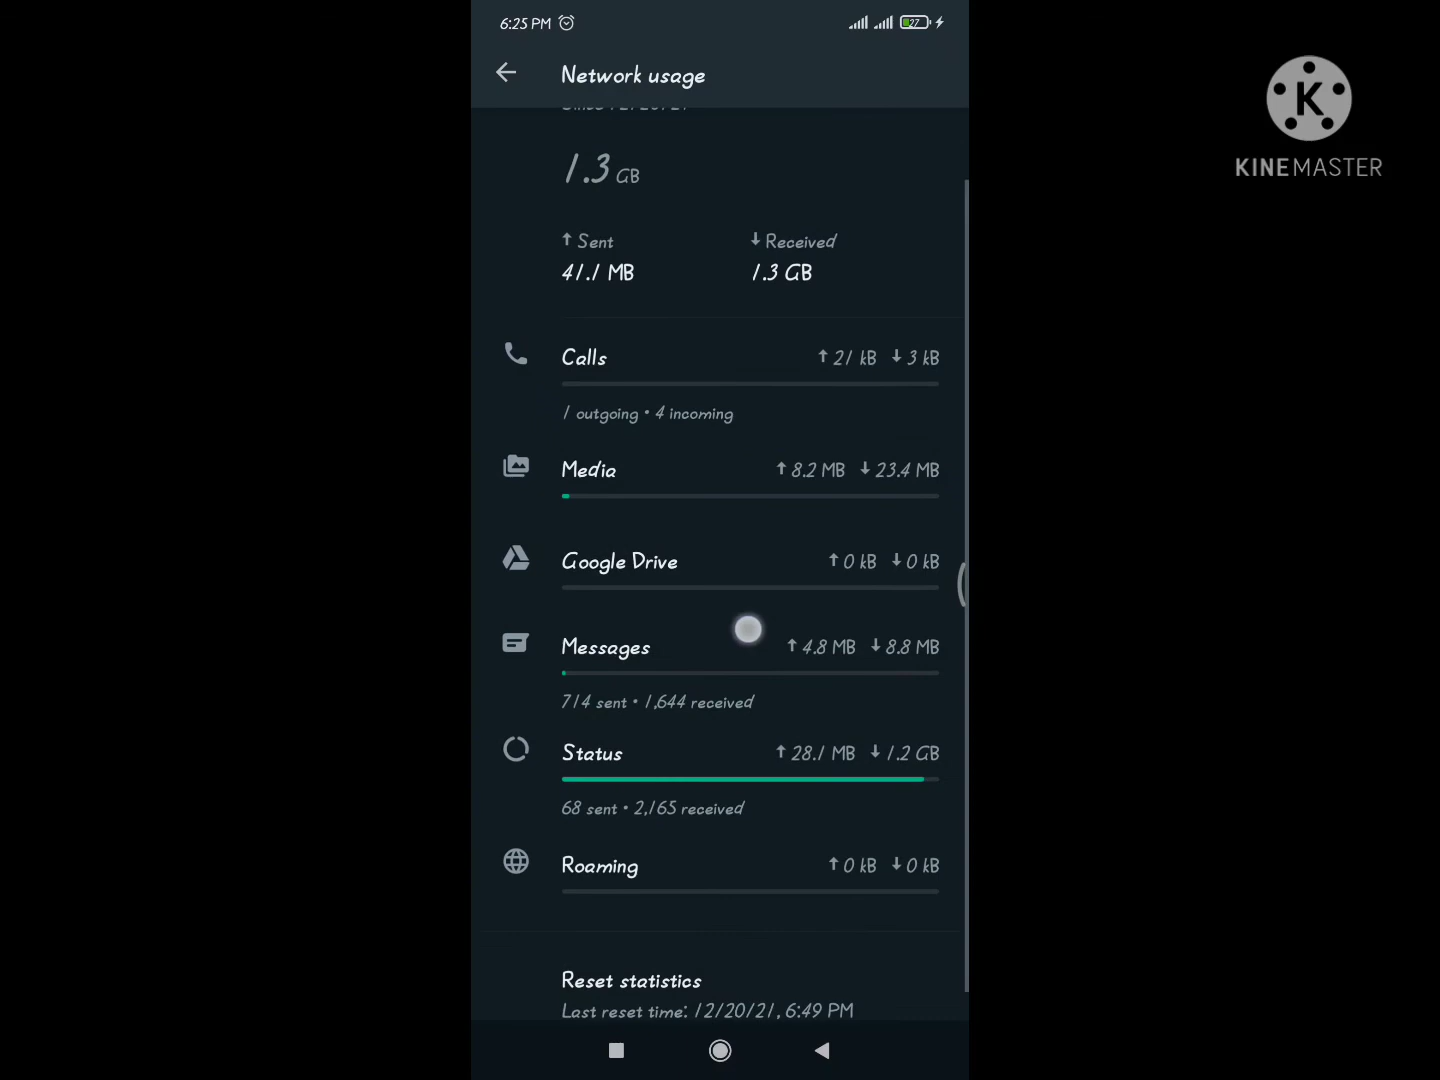 6:25 PM
27
Network usage
1.3 GB
Sent
Received
41.1 MB
1.3 GB
Calls
21 kB
3 kB
1 outgoing • 4 incoming
Media
8.2 MB
23.4 MB
Google Drive
0 kB
0 kB
Messages
4.8 MB
8.8 MB
714 sent • 1,644 received
Status
28.1 MB
1.2 GB
68 sent • 2,165 received
Roaming
0 kB
0 kB
Reset statistics
Last reset time: 12/20/21, 6:49 PM
K
KINEMASTER